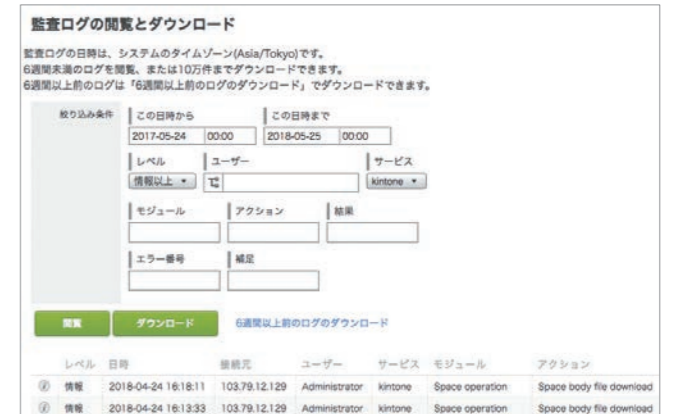 監査ログの閲覧とダウンロード
監査ログの日時は、システムのタイムゾーン(Asia/Tokyo)です。
6週間未満のログを閲覧、または10万件までダウンロードできます。
6週間以上前のログは「6週間以上前のログのダウンロード」でダウンロードできます。
絞り込み条件 この日時から この日時まで
2017-05-24 00:00 2018-05-25 00:00
レベル ユーザー サービス
情報以上 kintone
モジュール アクション 結果
エラー番号 補足
閲覧 ダウンロード 6週間以上前のログのダウンロード
レベル 日時 接続元 ユーザー サービス モジュール アクション
情報 2018-04-24 16:18:11 103.79.12.129 Administrator kintone Space operation Space body file download
情報 2018-04-24 16:13:33 103.79.12.129 Administrator kintone Space operation Space body file download